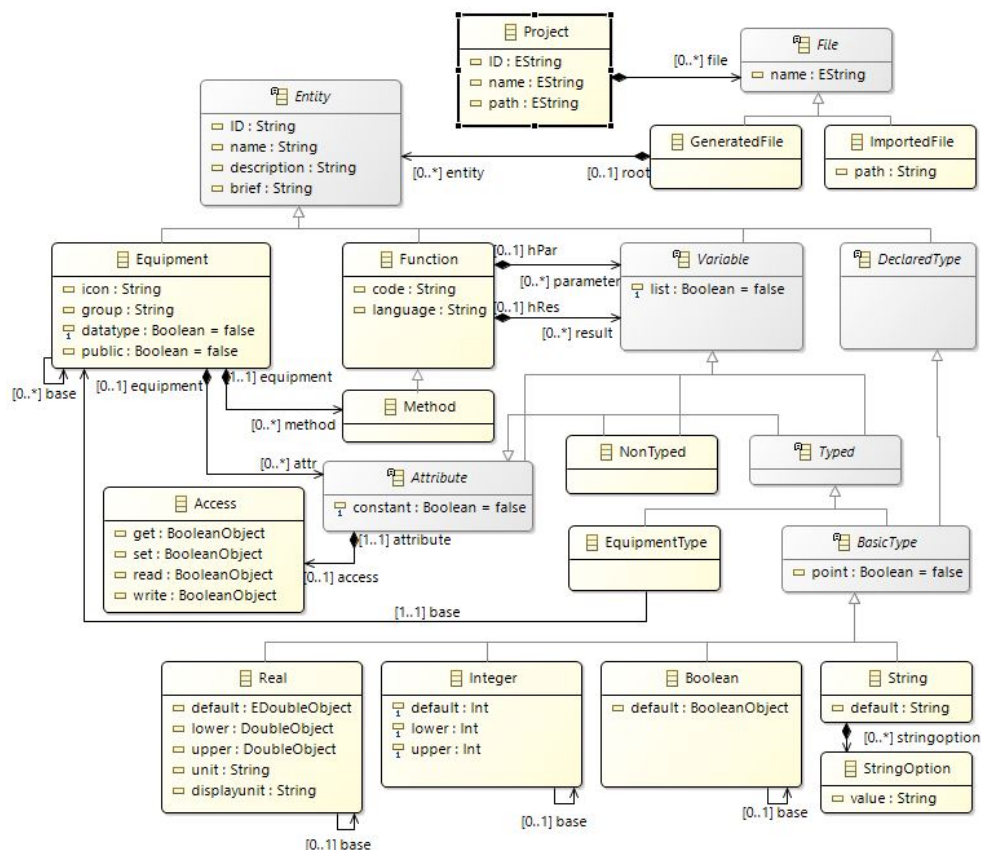 Project
ID : EString
name : EString
path : EString
[0..*] file
File
name : EString
Entity
ID : String
name : String
description : String
brief : String
GeneratedFile
ImportedFile
path : String
[0..*] entity
[0..1] root
Equipment
icon : String
group : String
datatype : Boolean = false
public : Boolean = false
Function
code : String
language : String
[0..1] hPar
[0..*] parameter
[0..1] hRes
[0..*] result
Variable
list : Boolean = false
DeclaredType
[0..*] base
[0..1] equipment
[1..1] equipment
[0..*] method
Method
[0..*] attr
Attribute
constant : Boolean = false
NonTyped
Typed
Access
get : BooleanObject
set : BooleanObject
read : BooleanObject
write : BooleanObject
[1..1] attribute
[0..1] access
EquipmentType
BasicType
point : Boolean = false
[1..1] base
Real
default : EDoubleObject
lower : DoubleObject
upper : DoubleObject
unit : String
displayunit : String
[0..1] base
Integer
default : Int
lower : Int
upper : Int
[0..1] base
Boolean
default : BooleanObject
[0..1] base
String
default : String
[0..*] stringoption
StringOption
value : String